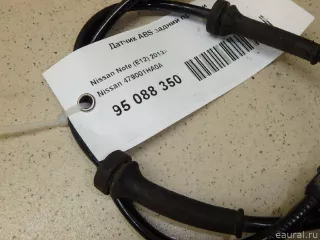 Датчик ABS задний
Nissan Note (E12) 2013>
Nissan 479001HA0A
95 088 350
© eaural.ru